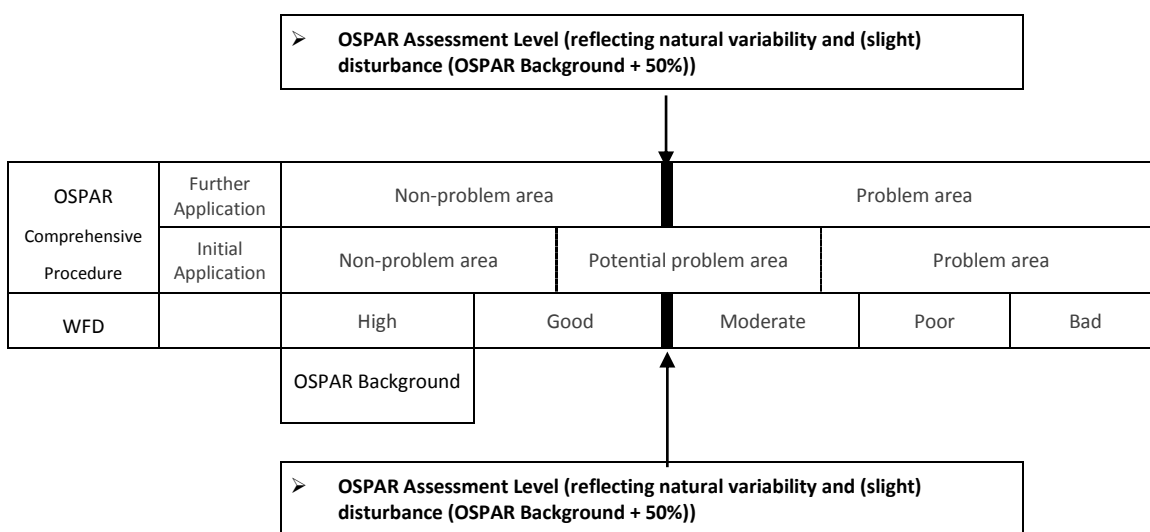 ➢ OSPAR Assessment Level (reflecting natural variability and (slight)
disturbance (OSPAR Background + 50%))
OSPAR
Comprehensive
Procedure
Further
Application
Non-problem area
Problem area
Initial
Application
Non-problem area
Potential problem area
Problem area
WFD
High
Good
Moderate
Poor
Bad
OSPAR Background
➢ OSPAR Assessment Level (reflecting natural variability and (slight)
disturbance (OSPAR Background + 50%))